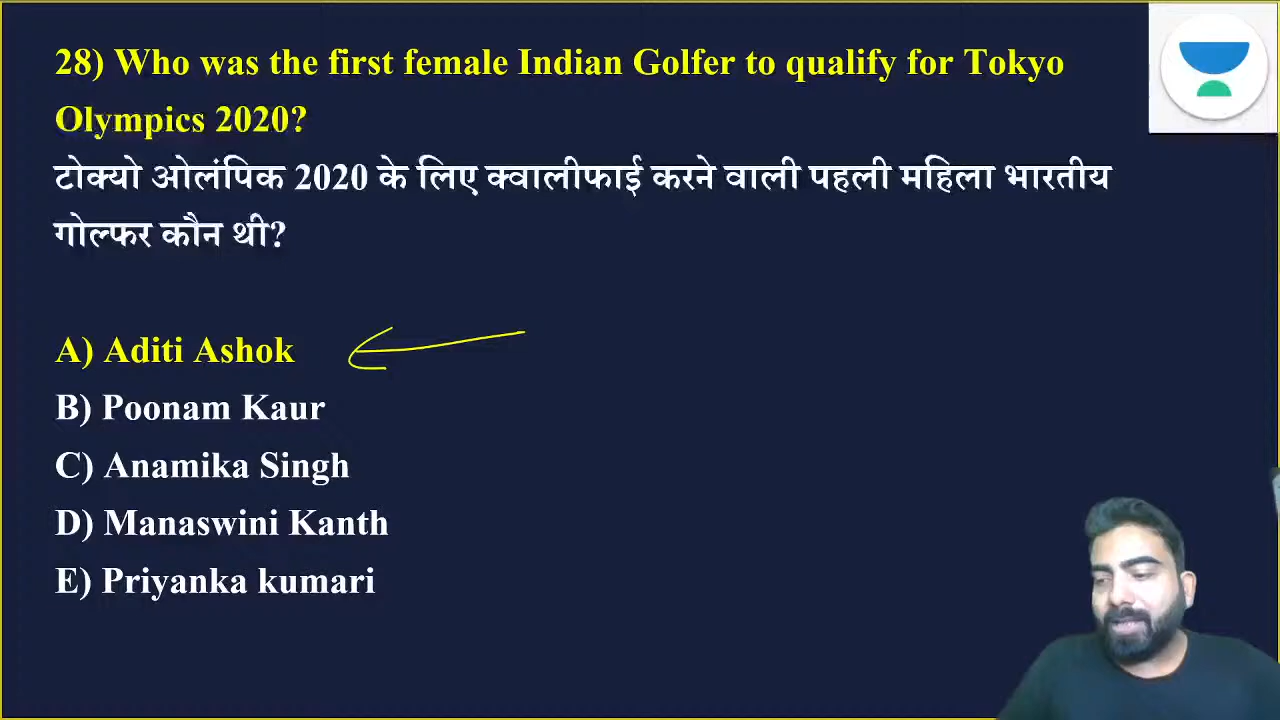 28) Who was the first female Indian Golfer to qualify for Tokyo
Olympics 2020?
टोक्यो ओलंपिक 2020 के लिए क्वालीफाई करने वाली पहली महिला भारतीय
गोल्फर कौन थी?
A) Aditi Ashok
B) Poonam Kaur
C) Anamika Singh
D) Manaswini Kanth
E) Priyanka kumari